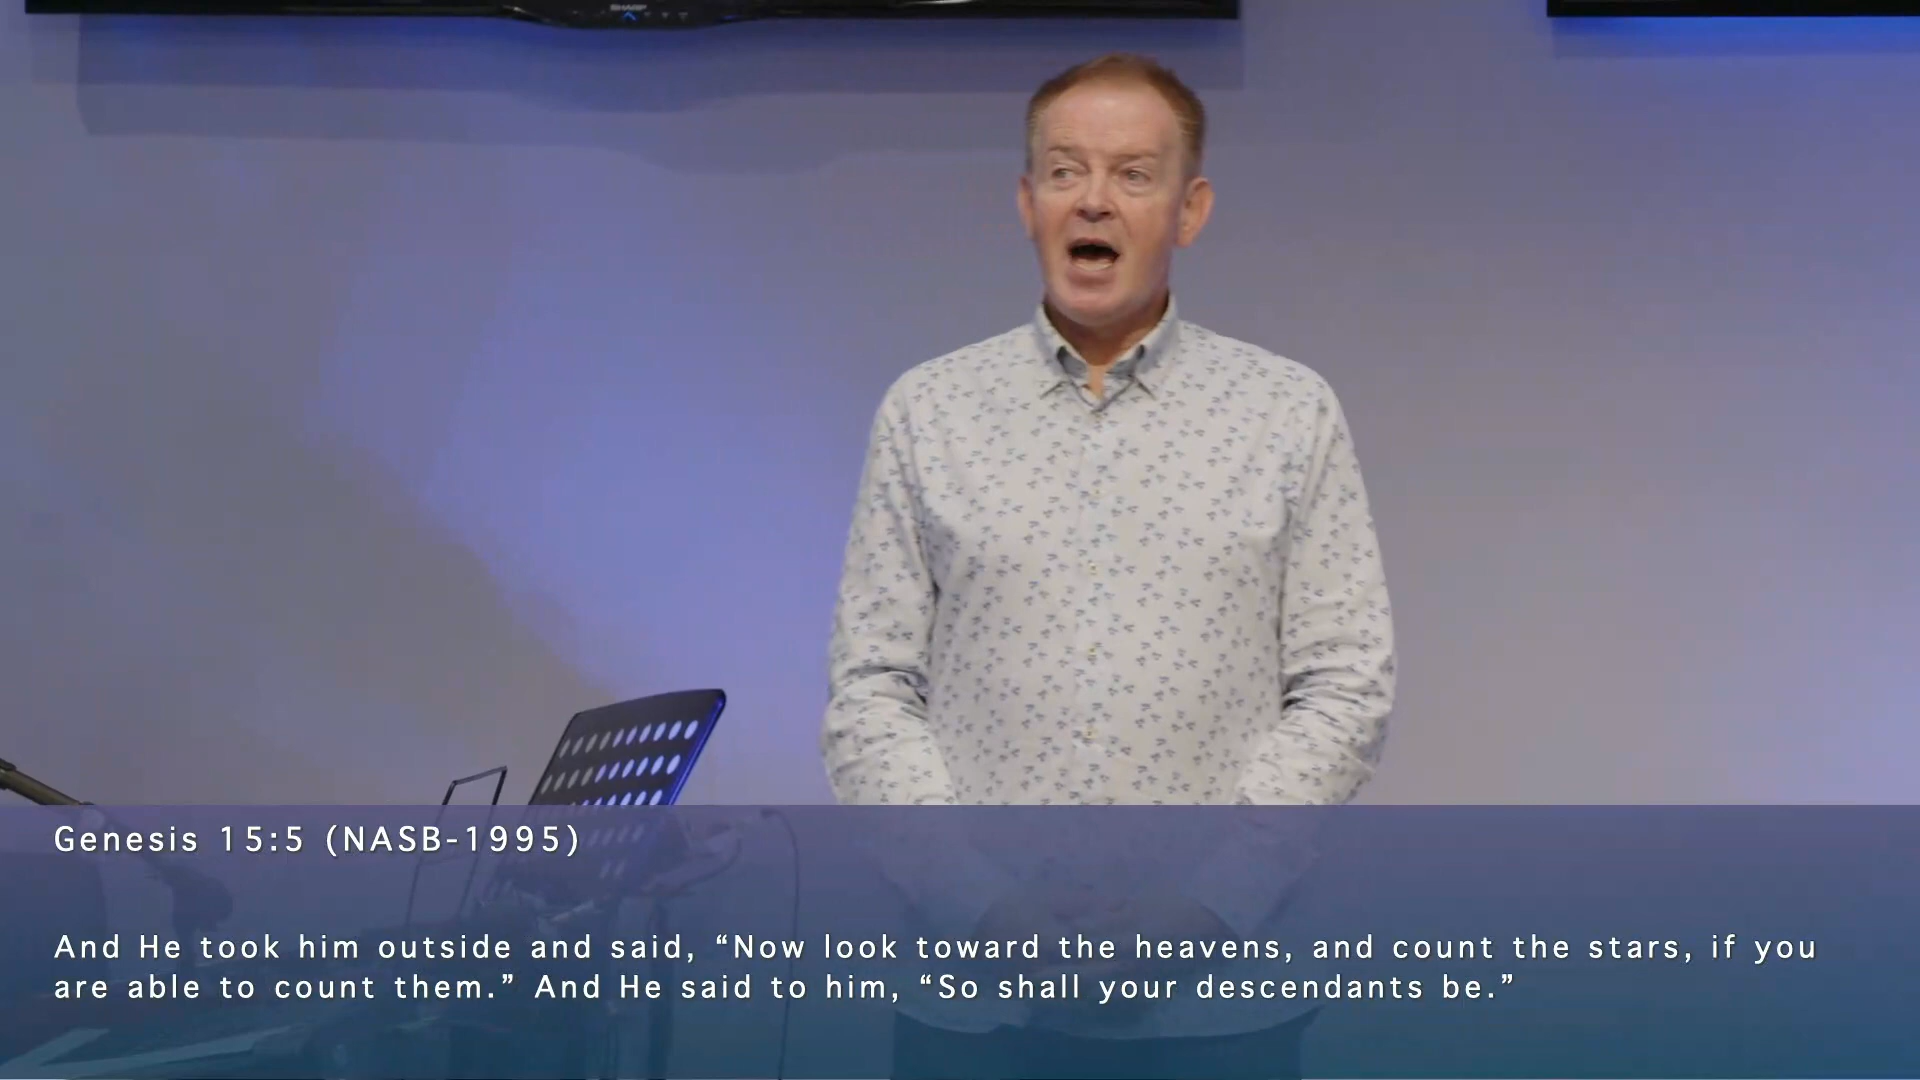 SHARP
Genesis 15:5 (NASB-1995)
And He took him outside and said, “Now look toward the heavens, and count the stars, if you
are able to count them.” And He said to him, “So shall your descendants be.”